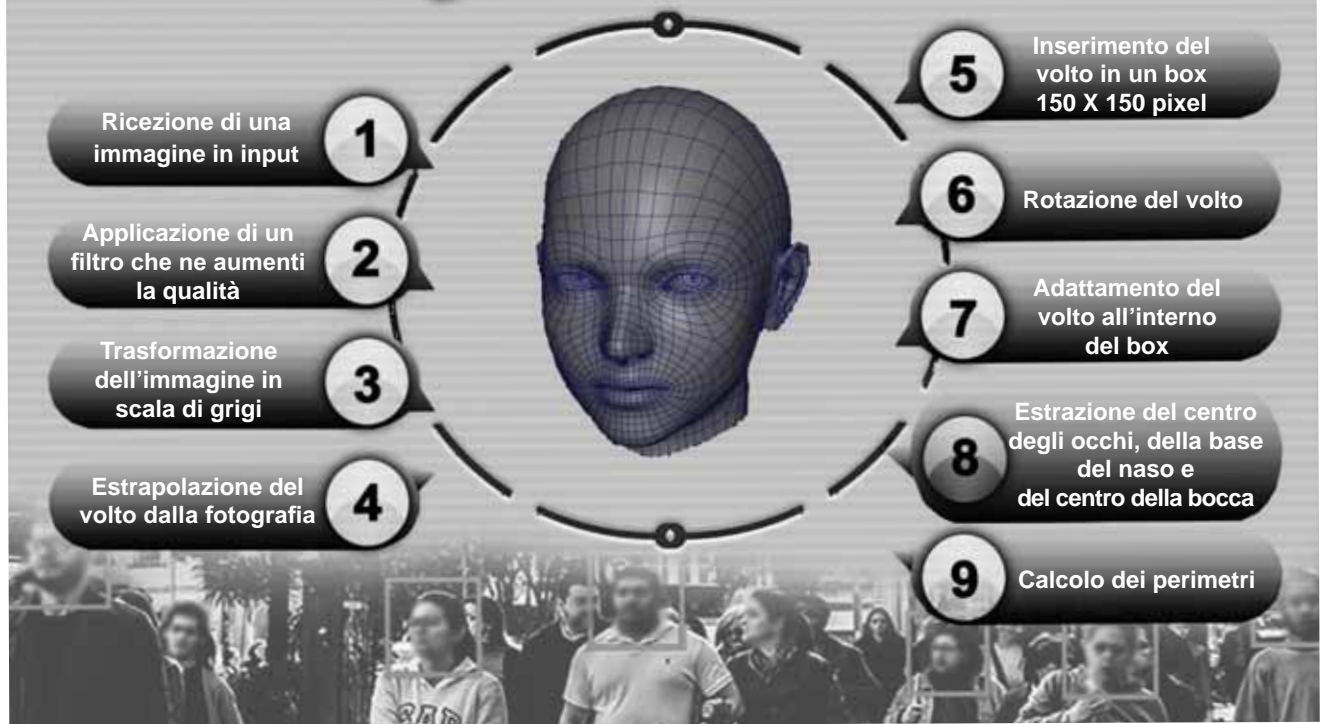 1
Ricezione di una
immagine in input
2
Applicazione di un
filtro che ne aumenti
la qualità
3
Trasformazione
dell’immagine in
scala di grigi
4
Estrapolazione del
volto dalla fotografia
5
Inserimento del
volto in un box
150 X 150 pixel
6
Rotazione del volto
7
Adattamento del
volto all’interno
del box
8
Estrazione del centro
degli occhi, della base
del naso e
del centro della bocca
9
Calcolo dei perimetri